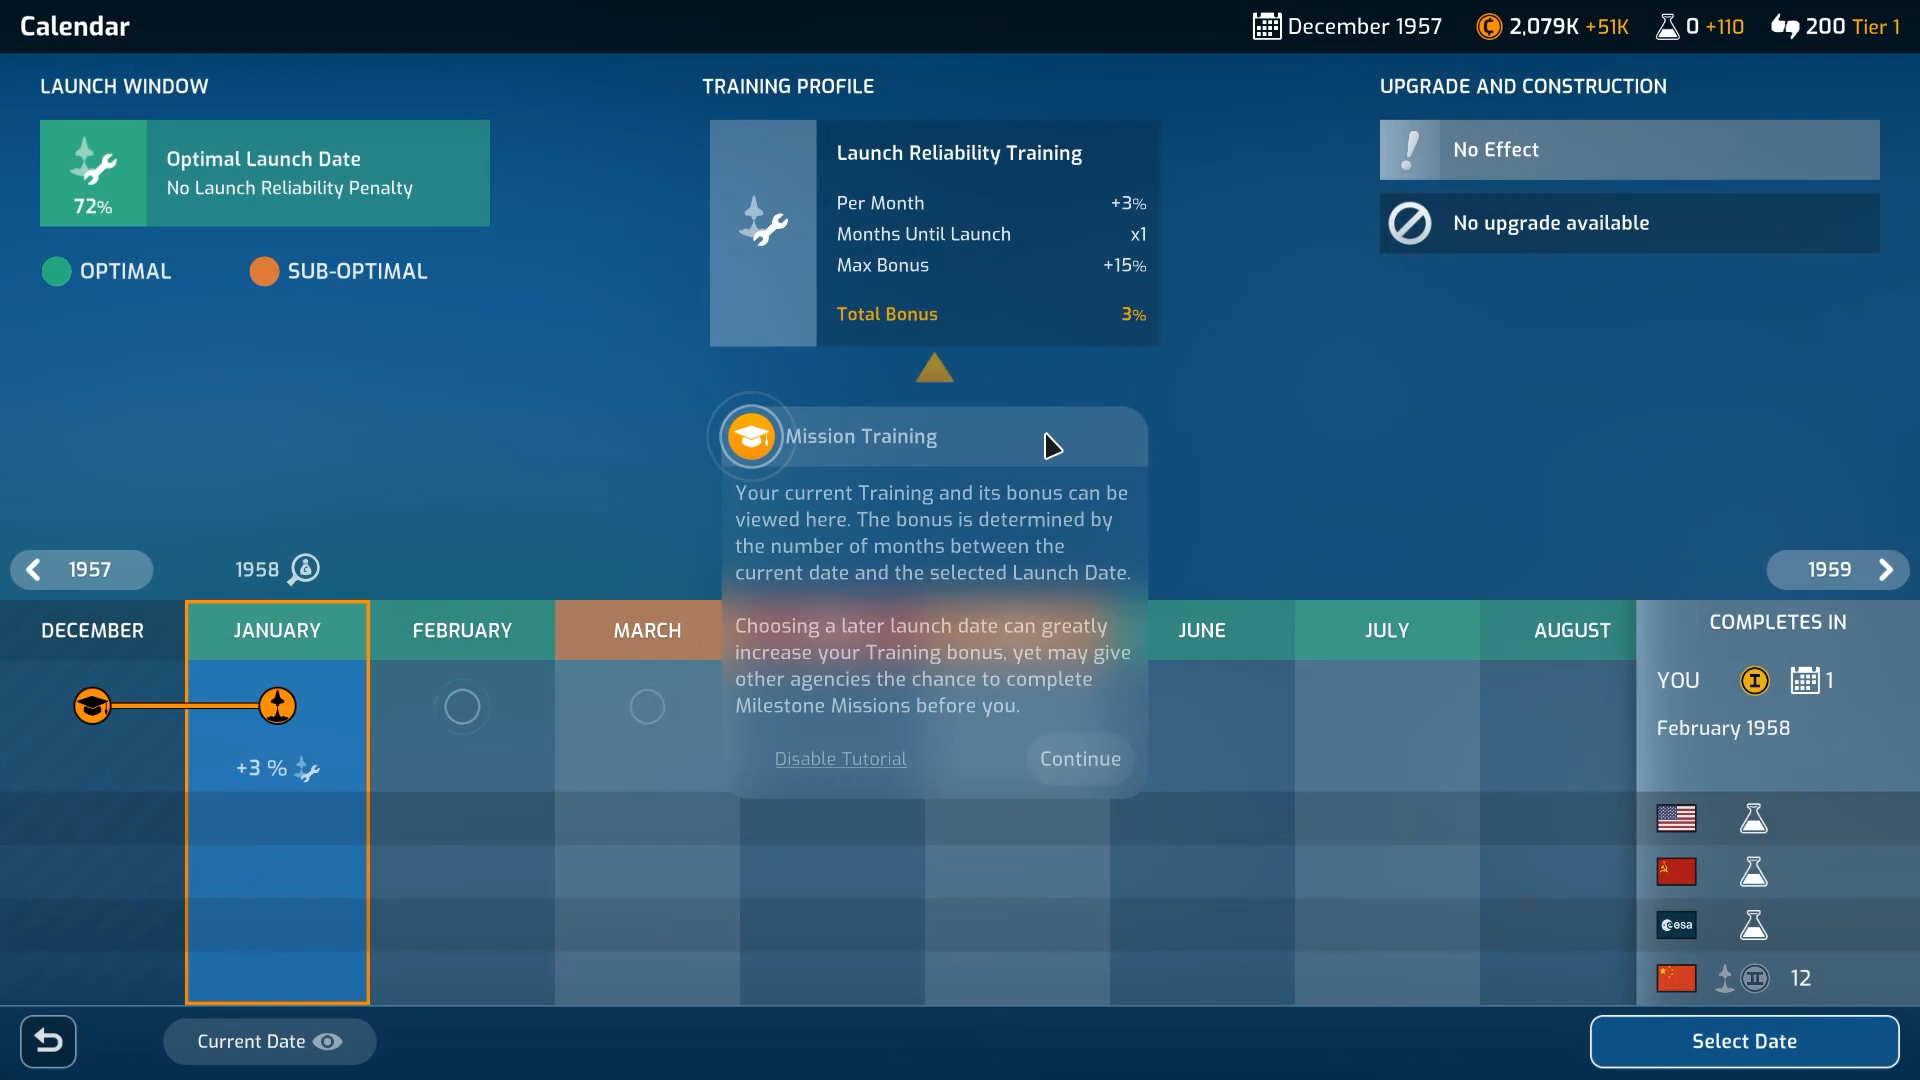 Calendar
December 1957
2,079K +51K
0 +110
200 Tier 1
LAUNCH WINDOW
Optimal Launch Date
No Launch Reliability Penalty
72%
OPTIMAL
SUB-OPTIMAL
TRAINING PROFILE
Launch Reliability Training
Per Month +3%
Months Until Launch x1
Max Bonus +15%
Total Bonus 3%
UPGRADE AND CONSTRUCTION
No Effect
No upgrade available
Mission Training
Your current Training and its bonus can be
viewed here. The bonus is determined by
the number of months between the
current date and the selected Launch Date.
Choosing a later launch date can greatly
increase your Training bonus, yet may give
other agencies the chance to complete
Milestone Missions before you.
Disable Tutorial
Continue
1957
1958
1959
DECEMBER
JANUARY
FEBRUARY
MARCH
JUNE
JULY
AUGUST
+3 %
COMPLETES IN
YOU I 1
February 1958
esa
II 12
Current Date
Select Date